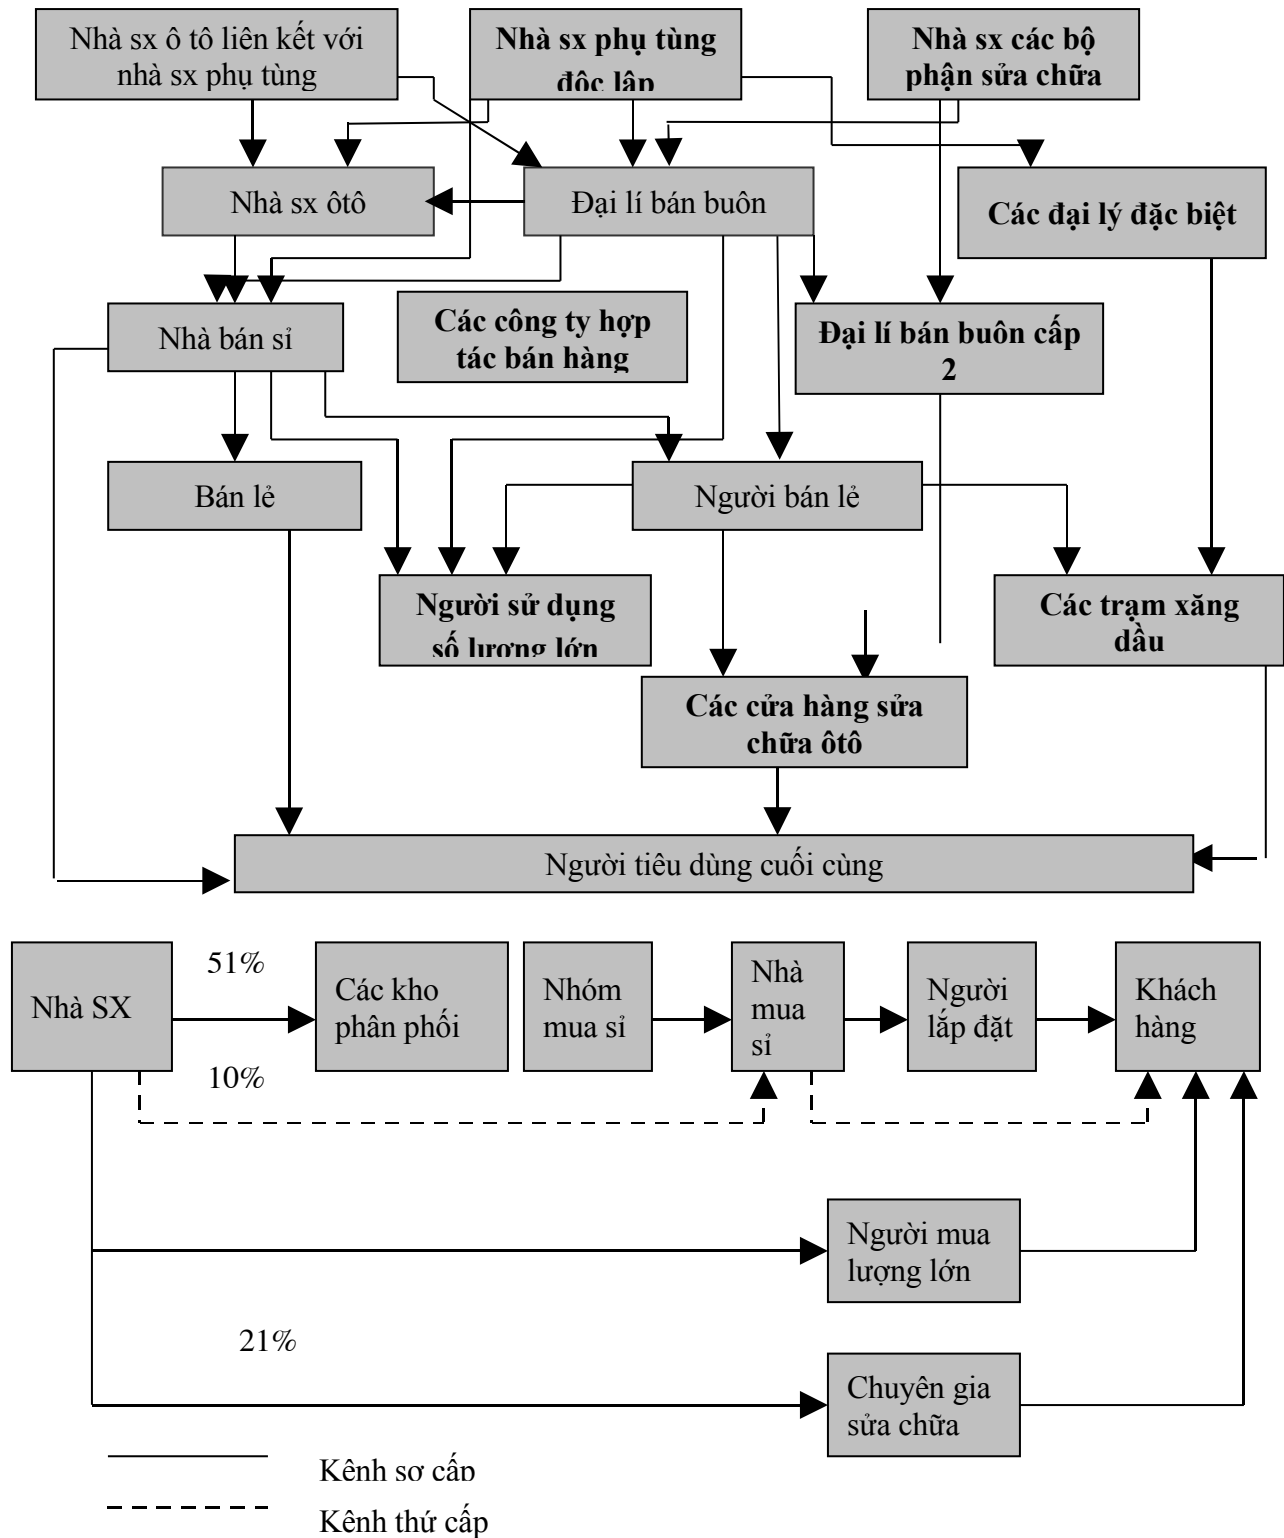 Nhà sx ô tô liên kết với
nhà sx phụ tùng
Nhà sx phụ tùng
độc lập
Nhà sx các bộ
phận sửa chữa
Nhà sx ôtô
Đại lí bán buôn
Các đại lý đặc biệt
Nhà bán sỉ
Các công ty hợp
tác bán hàng
Đại lí bán buôn cấp
2
Bán lẻ
Người bán lẻ
Người sử dụng
số lượng lớn
Các trạm xăng
dầu
Các cửa hàng sửa
chữa ôtô
Người tiêu dùng cuối cùng
Nhà SX
51%
10%
Các kho
phân phối
Nhóm
mua sỉ
Nhà
mua
sỉ
Người
lắp đặt
Khách
hàng
Người mua
lượng lớn
21%
Chuyên gia
sửa chữa
Kênh sơ cấp
Kênh thứ cấp